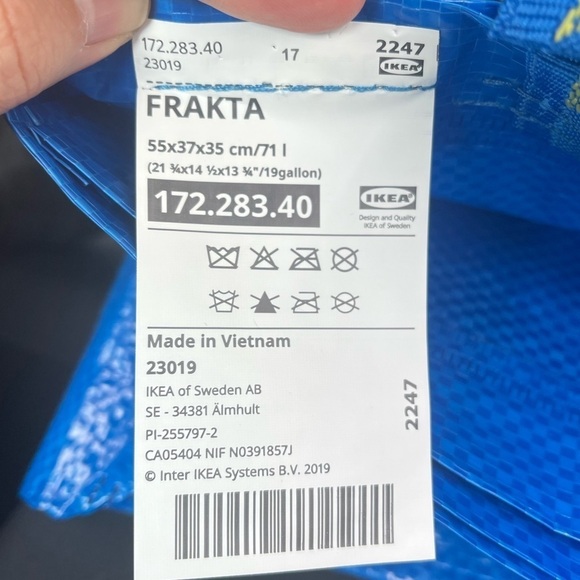 172.283.40 17 2247
23019 IKEA
FRAKTA
55x37x35 cm/71 l
(21 ¾x14 ½x13 ¾"/19gallon)
172.283.40
IKEA
Design and Quality
IKEA of Sweden
Made in Vietnam
23019
IKEA of Sweden AB
SE - 34381 Älmhult
PI-255797-2
CA05404 NIF N0391857J
© Inter IKEA Systems B.V. 2019
2247